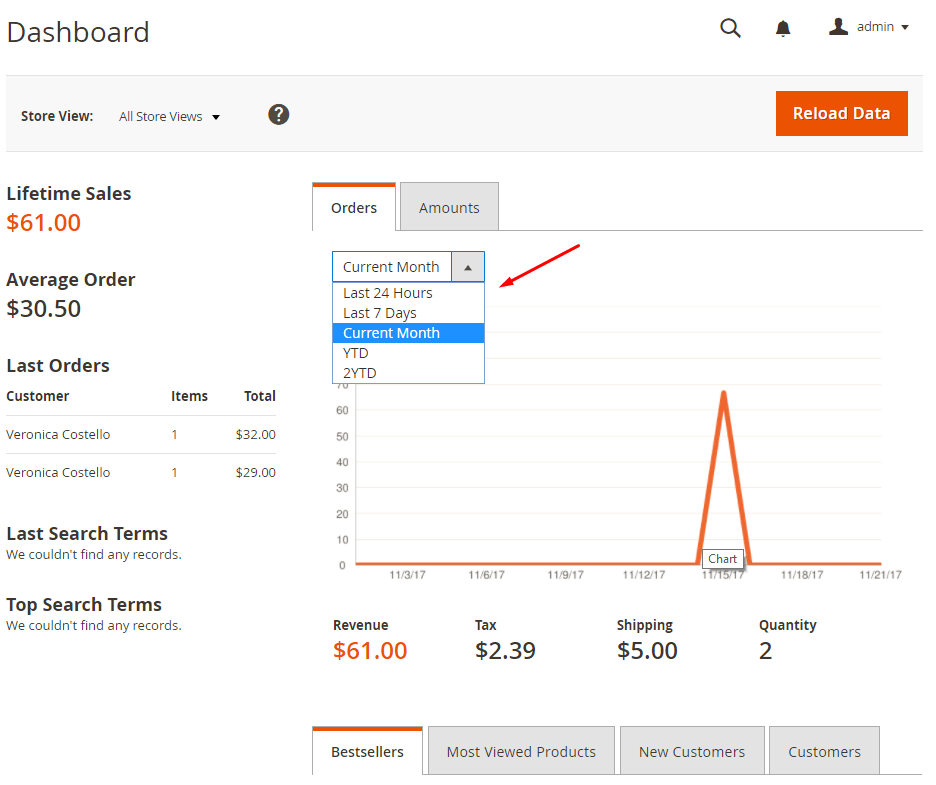 Dashboard
admin
Store View: All Store Views ?
Reload Data
Lifetime Sales
$61.00
Average Order
$30.50
Last Orders
Customer Items Total
Veronica Costello 1 $32.00
Veronica Costello 1 $29.00
Last Search Terms
We couldn't find any records.
Top Search Terms
We couldn't find any records.
Orders Amounts
Current Month
Last 24 Hours
Last 7 Days
Current Month
YTD
2YTD
70
60
50
40
30
20
10
0
Chart
11/3/17 11/6/17 11/9/17 11/12/17 11/15/17 11/18/17 11/21/17
Revenue Tax Shipping Quantity
$61.00 $2.39 $5.00 2
Bestsellers Most Viewed Products New Customers Customers